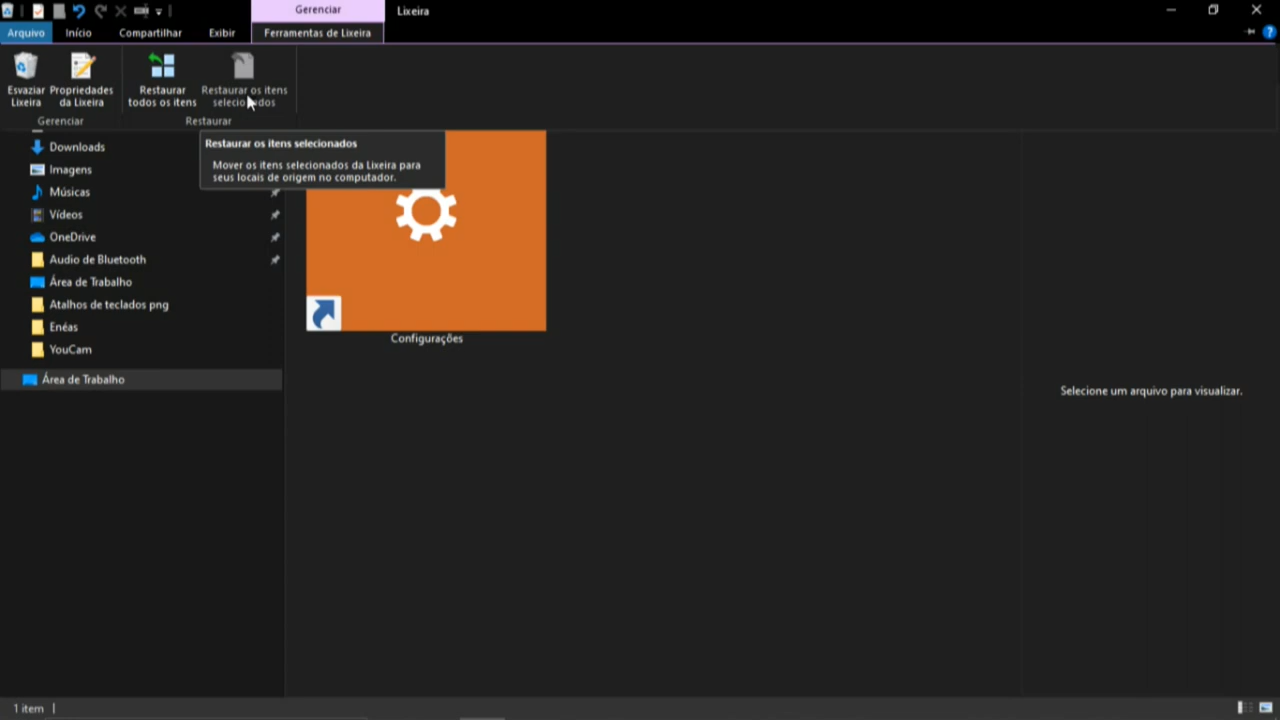 Gerenciar
Lixeira
Arquivo
Início
Compartilhar
Exibir
Ferramentas de Lixeira
?
Esvaziar
Lixeira
Propriedades
da Lixeira
Restaurar
todos os itens
Restaurar os itens
selecionados
Gerenciar
Restaurar
Restaurar os itens selecionados
Mover os itens selecionados da Lixeira para
seus locais de origem no computador.
Downloads
Imagens
Músicas
Vídeos
OneDrive
Audio de Bluetooth
Área de Trabalho
Atalhos de teclados png
Enéas
YouCam
Área de Trabalho
Configurações
Selecione um arquivo para visualizar.
1 item